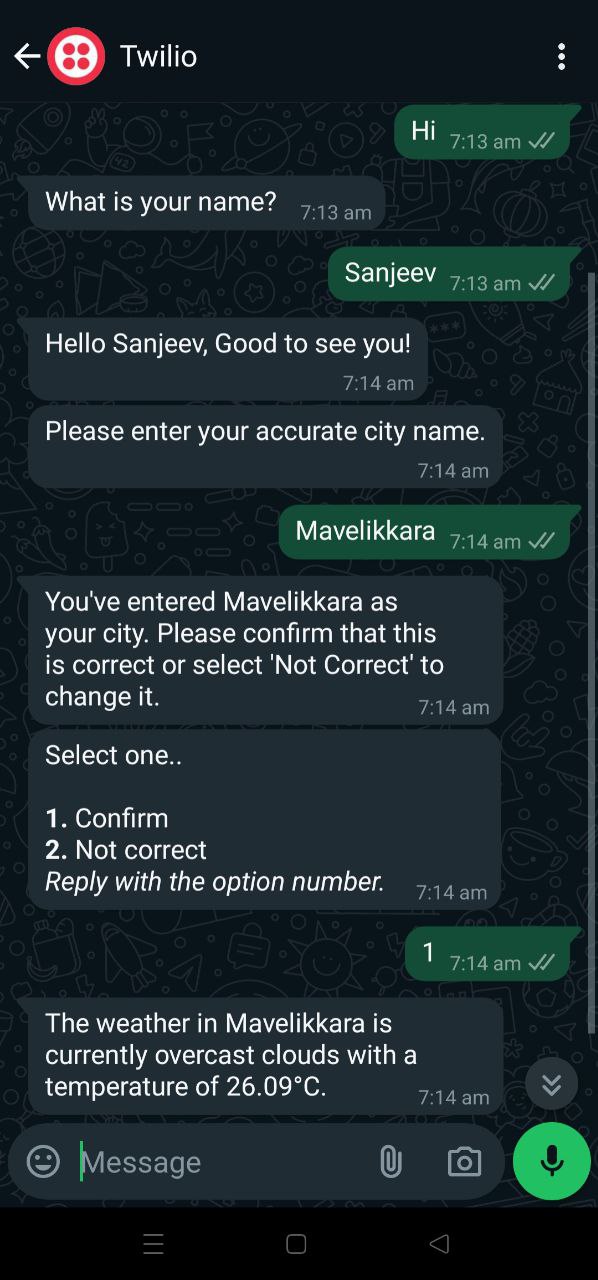 Twilio
Hi 7:13 am
What is your name? 7:13 am
Sanjeev 7:13 am
Hello Sanjeev, Good to see you!
7:14 am
Please enter your accurate city name.
7:14 am
Mavelikkara 7:14 am
You've entered Mavelikkara as
your city. Please confirm that this
is correct or select 'Not Correct' to
change it. 7:14 am
Select one..
1. Confirm
2. Not correct
Reply with the option number. 7:14 am
1 7:14 am
The weather in Mavelikkara is
currently overcast clouds with a
temperature of 26.09°C. 7:14 am
Message